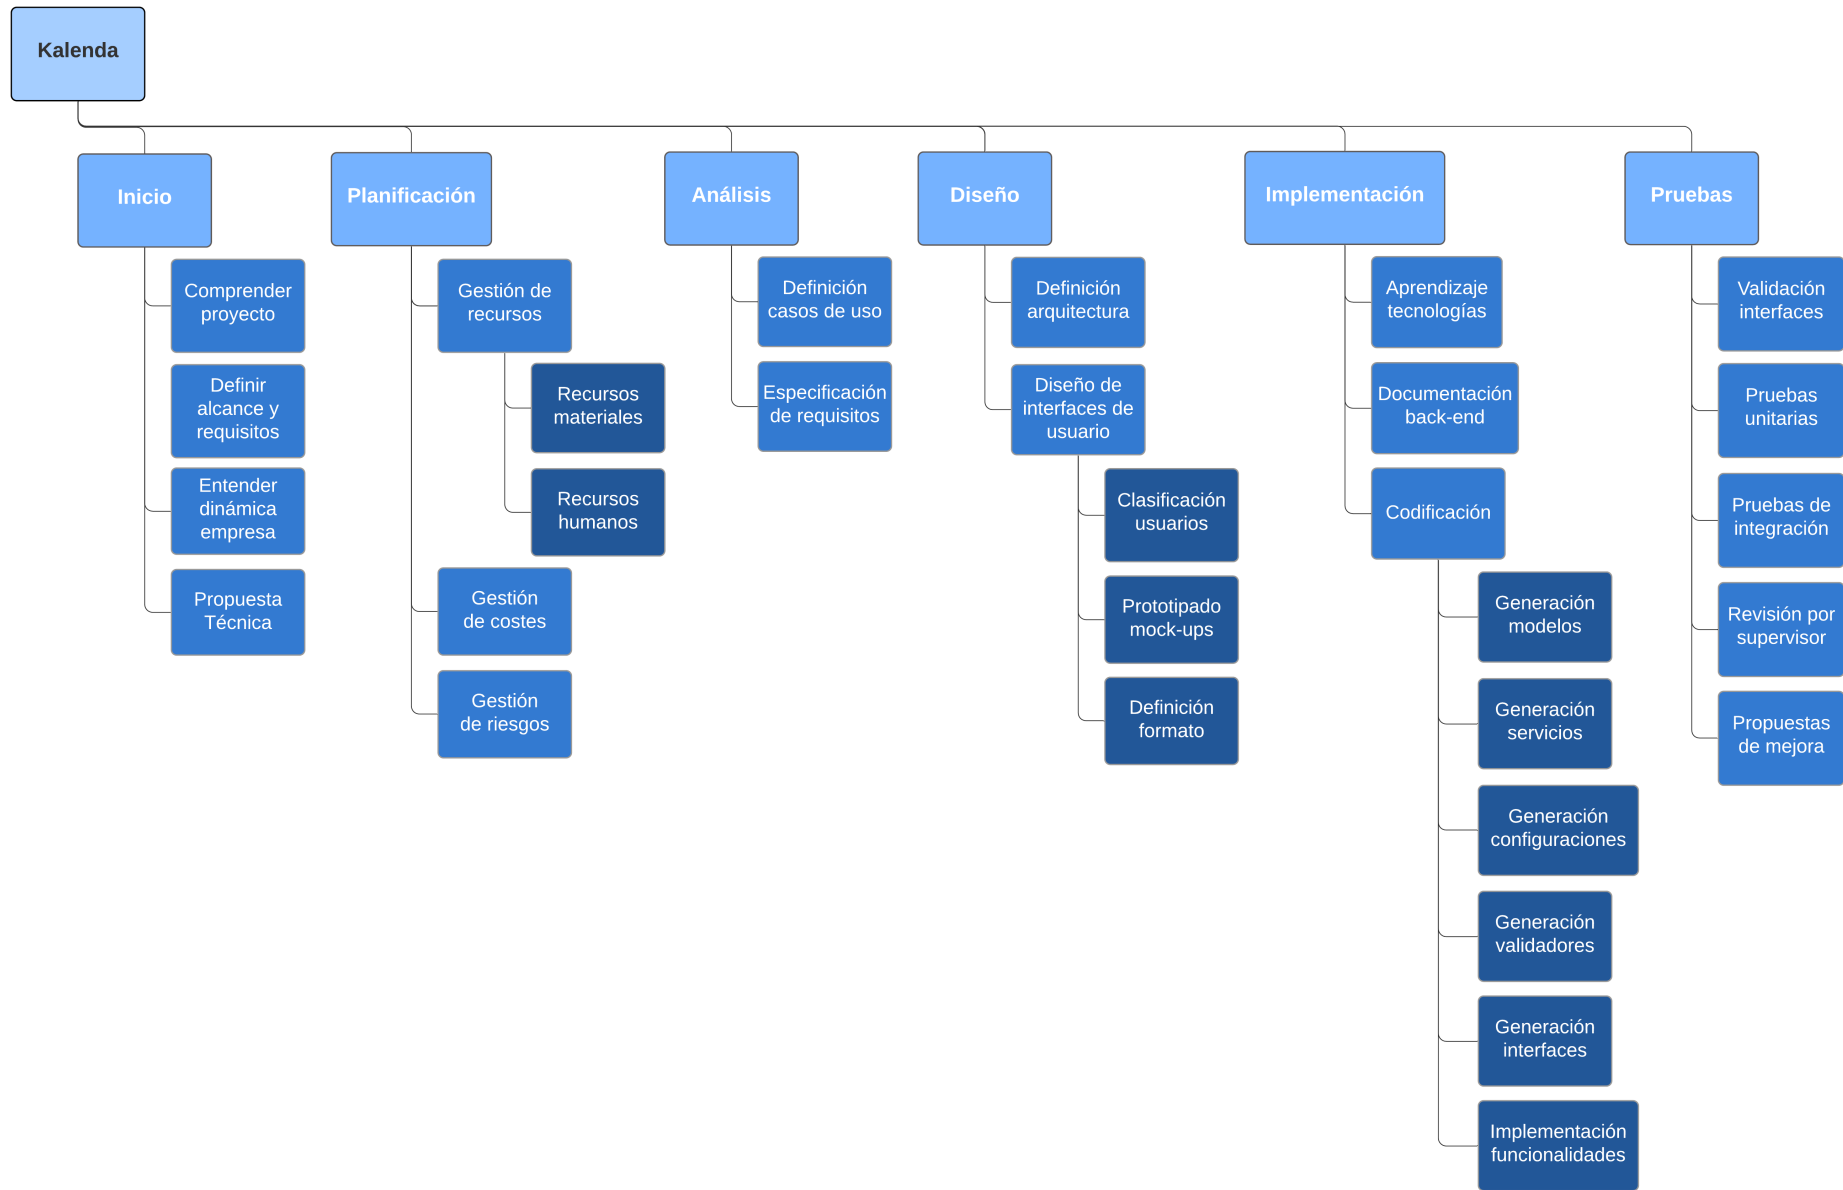 Kalenda
Inicio
Comprender
proyecto
Definir
alcance y
requisitos
Entender
dinámica
empresa
Propuesta
Técnica
Planificación
Gestión de
recursos
Recursos
materiales
Recursos
humanos
Gestión
de costes
Gestión
de riesgos
Análisis
Definición
casos de uso
Especificación
de requisitos
Diseño
Definición
arquitectura
Diseño de
interfaces de
usuario
Clasificación
usuarios
Prototipado
mock-ups
Definición
formato
Implementación
Aprendizaje
tecnologías
Documentación
back-end
Codificación
Generación
modelos
Generación
servicios
Generación
configuraciones
Generación
validadores
Generación
interfaces
Implementación
funcionalidades
Pruebas
Validación
interfaces
Pruebas
unitarias
Pruebas de
integración
Revisión por
supervisor
Propuestas
de mejora